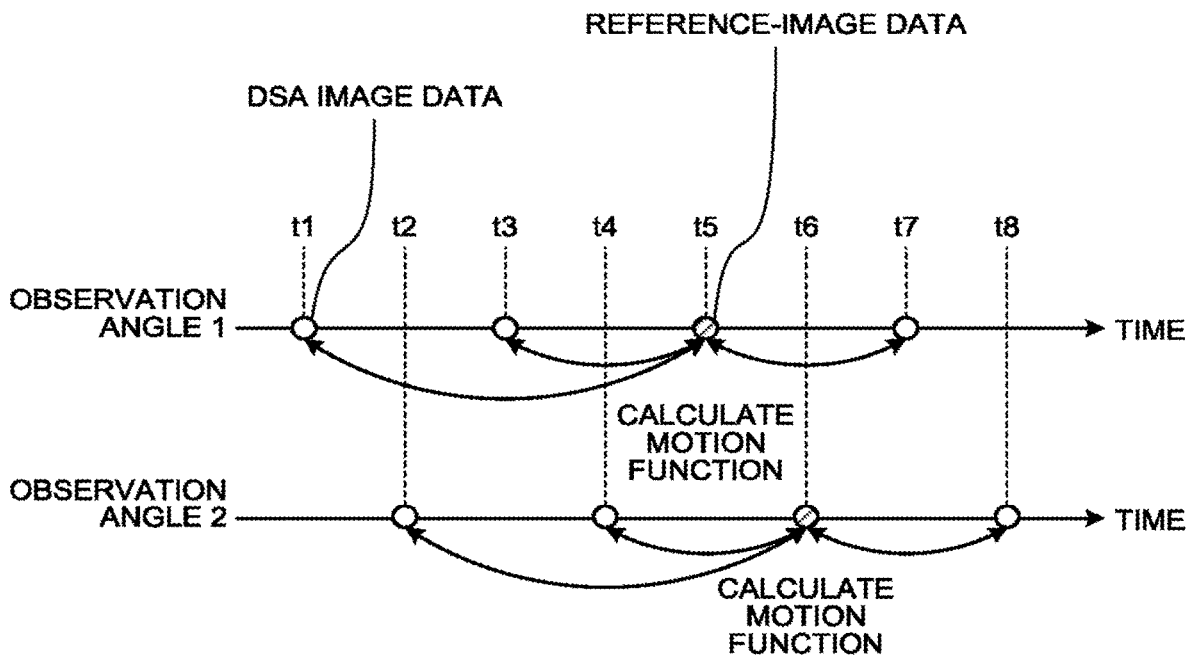 REFERENCE-IMAGE DATA
DSA IMAGE DATA
t1 t2 t3 t4 t5 t6 t7 t8
OBSERVATION
ANGLE 1
TIME
CALCULATE
MOTION
FUNCTION
OBSERVATION
ANGLE 2
TIME
CALCULATE
MOTION
FUNCTION